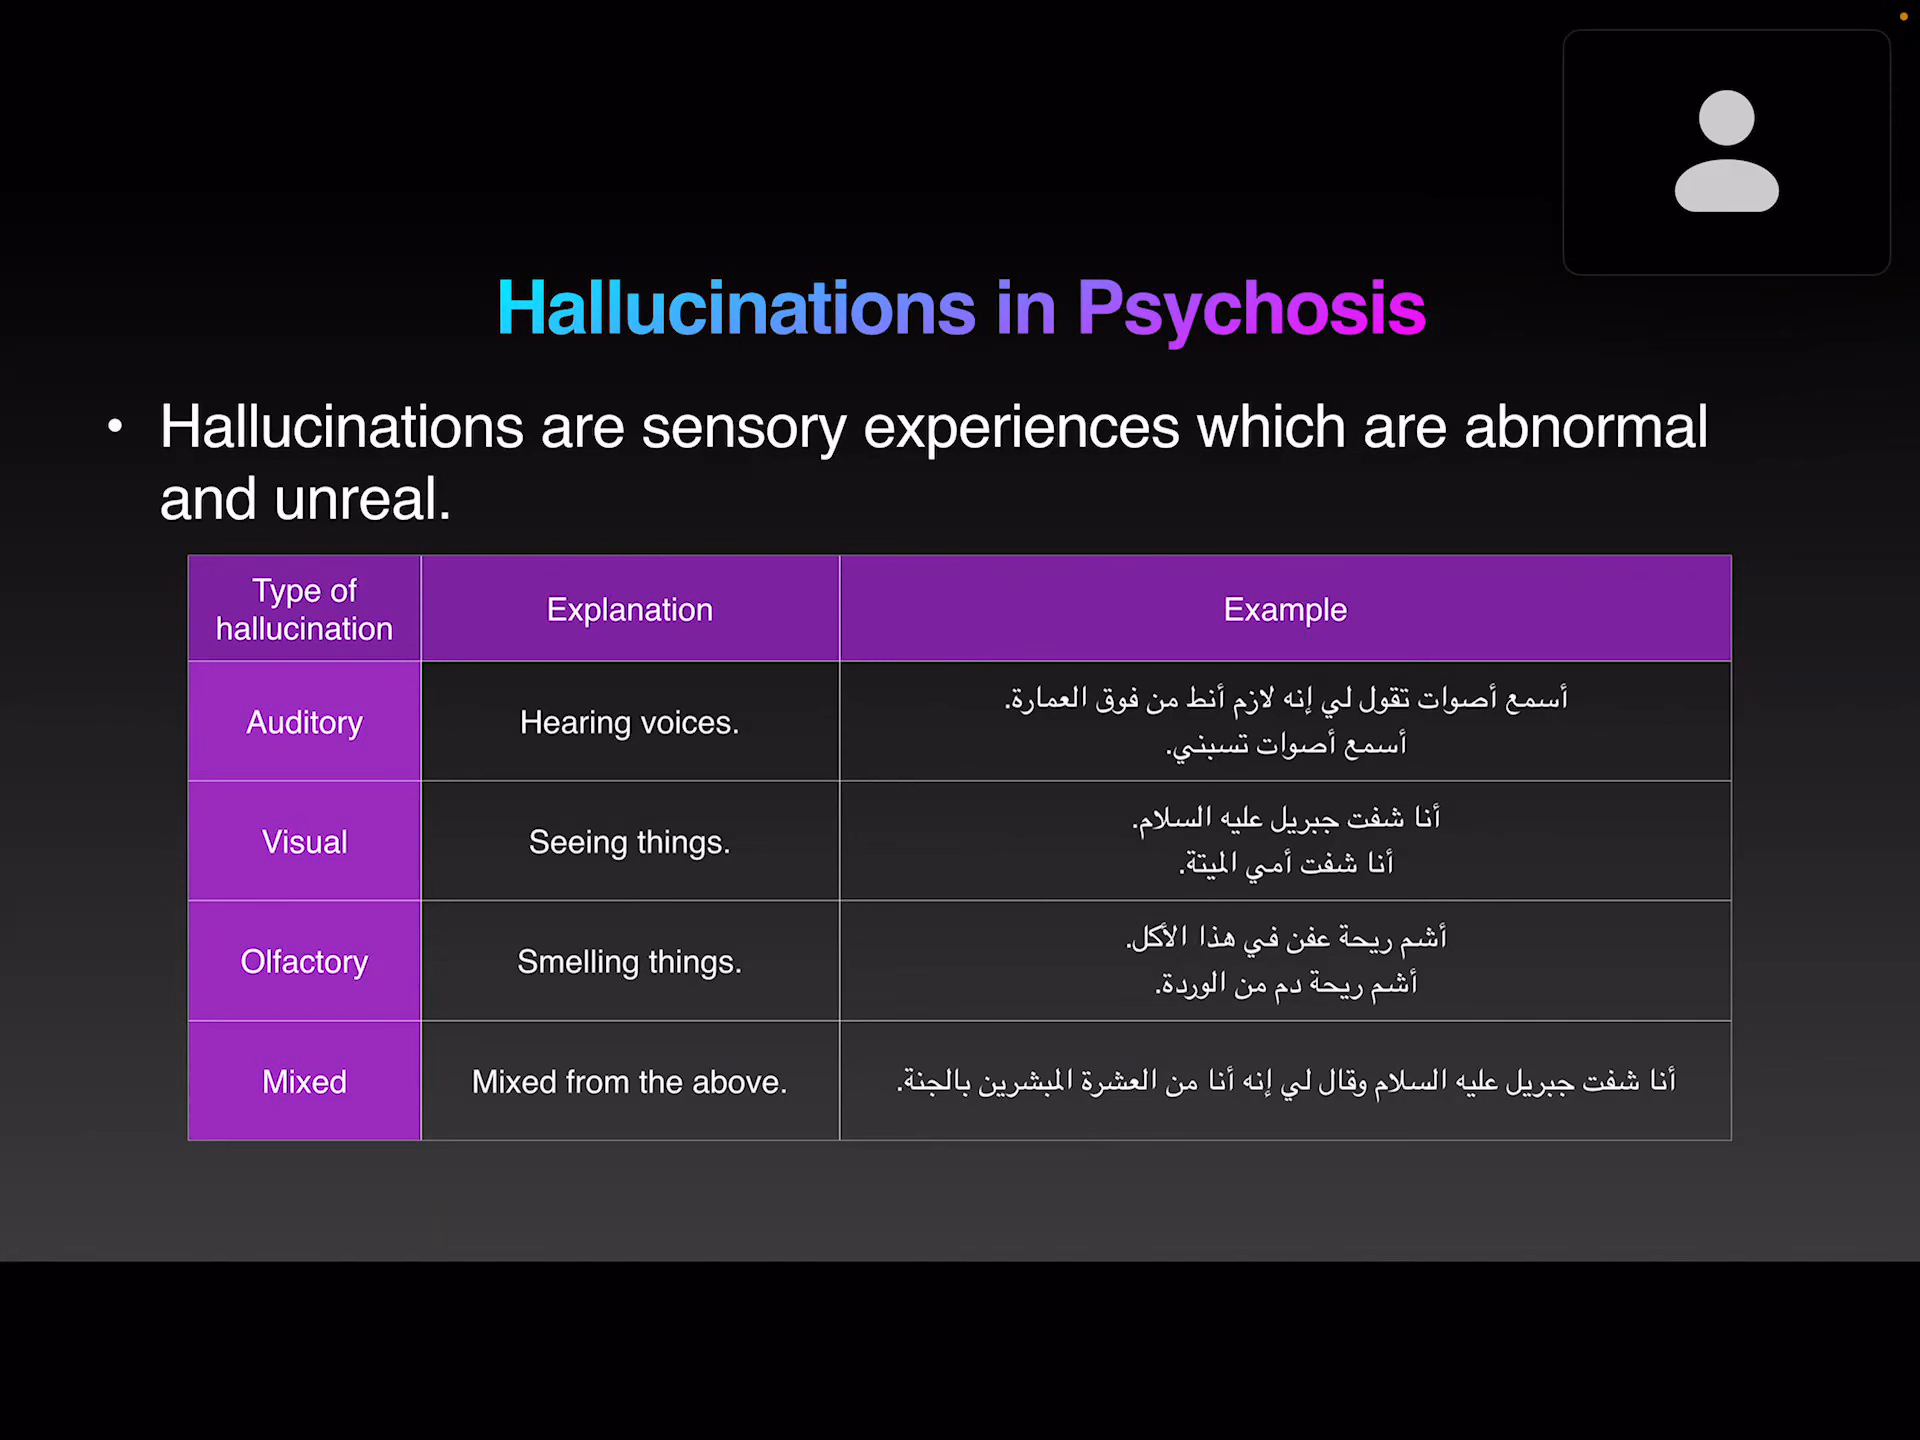 Hallucinations in Psychosis
• Hallucinations are sensory experiences which are abnormal
and unreal.
Type of
hallucination
Explanation
Example
Auditory
Hearing voices.
أسمع أصوات تقول لي إنه لازم أنط من فوق العمارة.
أسمع أصوات تسبني.
Visual
Seeing things.
أنا شفت جبريل عليه السلام.
أنا شفت أمي الميتة.
Olfactory
Smelling things.
أشم ريحة عفن في هذا الأكل.
أشم ريحة دم من الوردة.
Mixed
Mixed from the above.
أنا شفت جبريل عليه السلام وقال لي إنه أنا من العشرة المبشرين بالجنة.